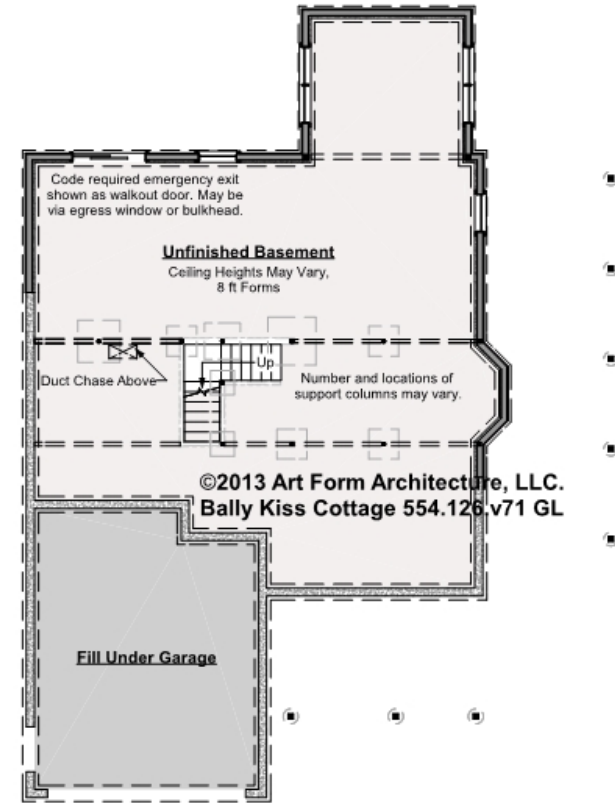 Code required emergency exit
shown as walkout door. May be
via egress window or bulkhead.
Unfinished Basement
Ceiling Heights May Vary,
8 ft Forms
Up
Duct Chase Above
Number and locations of
support columns may vary.
©2013 Art Form Architecture, LLC.
Bally Kiss Cottage 554.126.v71 GL
Fill Under Garage